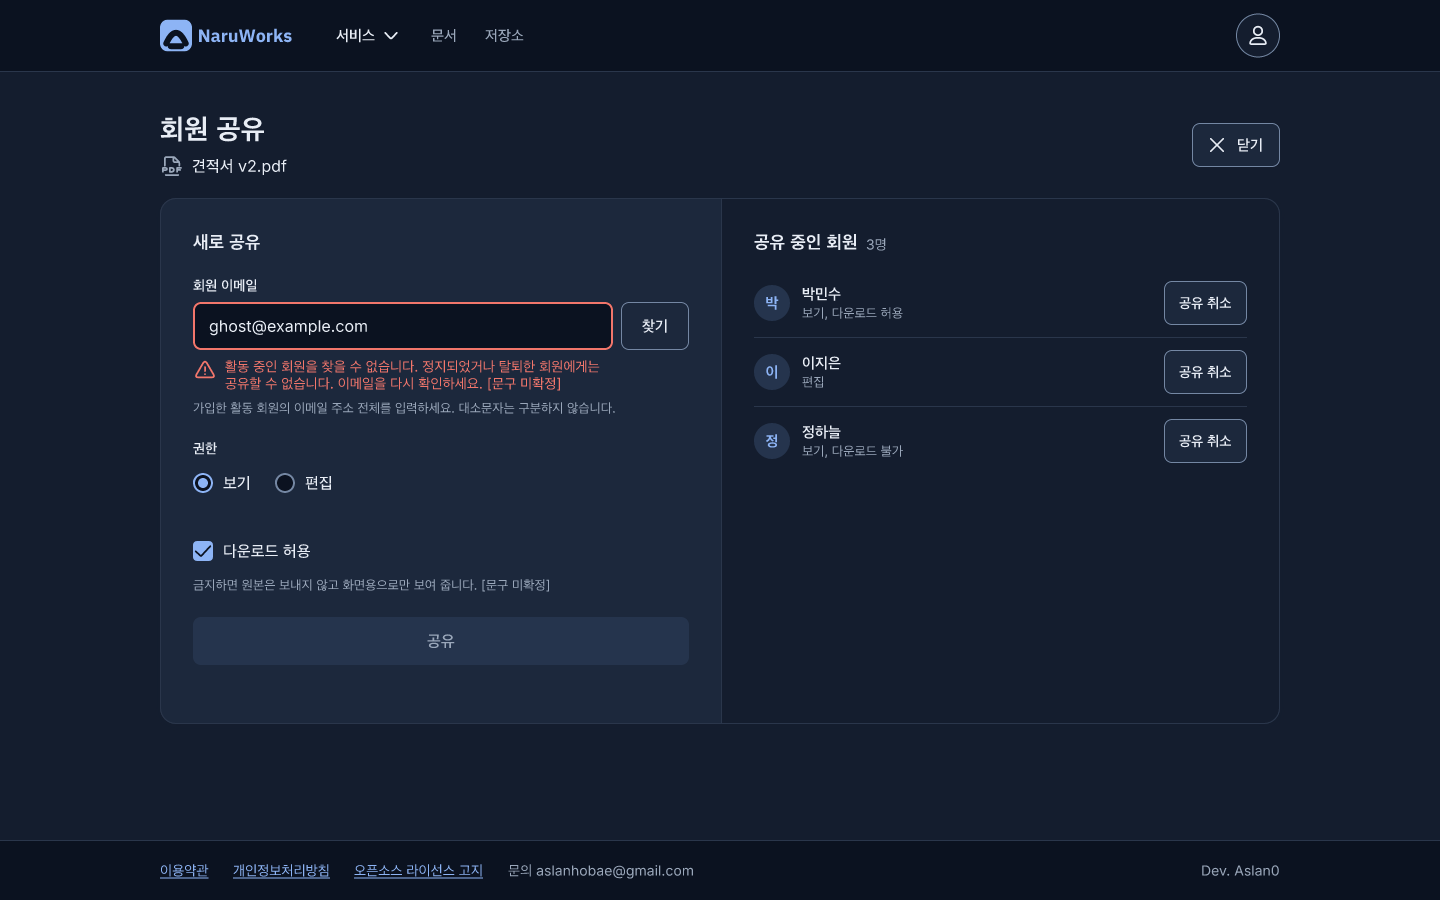 NaruWorks
서비스
문서
저장소
회원 공유
PDF
견적서 v2.pdf
닫기
새로 공유
회원 이메일
ghost@example.com
찾기
활동 중인 회원을 찾을 수 없습니다. 정지되었거나 탈퇴한 회원에게는
공유할 수 없습니다. 이메일을 다시 확인하세요. [문구 미확정]
가입한 활동 회원의 이메일 주소 전체를 입력하세요. 대소문자는 구분하지 않습니다.
권한
보기
편집
다운로드 허용
금지하면 원본은 보내지 않고 화면용으로만 보여 줍니다. [문구 미확정]
공유
공유 중인 회원 3명
박
박민수
보기, 다운로드 허용
공유 취소
이
이지은
편집
공유 취소
정
정하늘
보기, 다운로드 불가
공유 취소
이용약관
개인정보처리방침
오픈소스 라이선스 고지
문의 aslanhobae@gmail.com
Dev. Aslan0